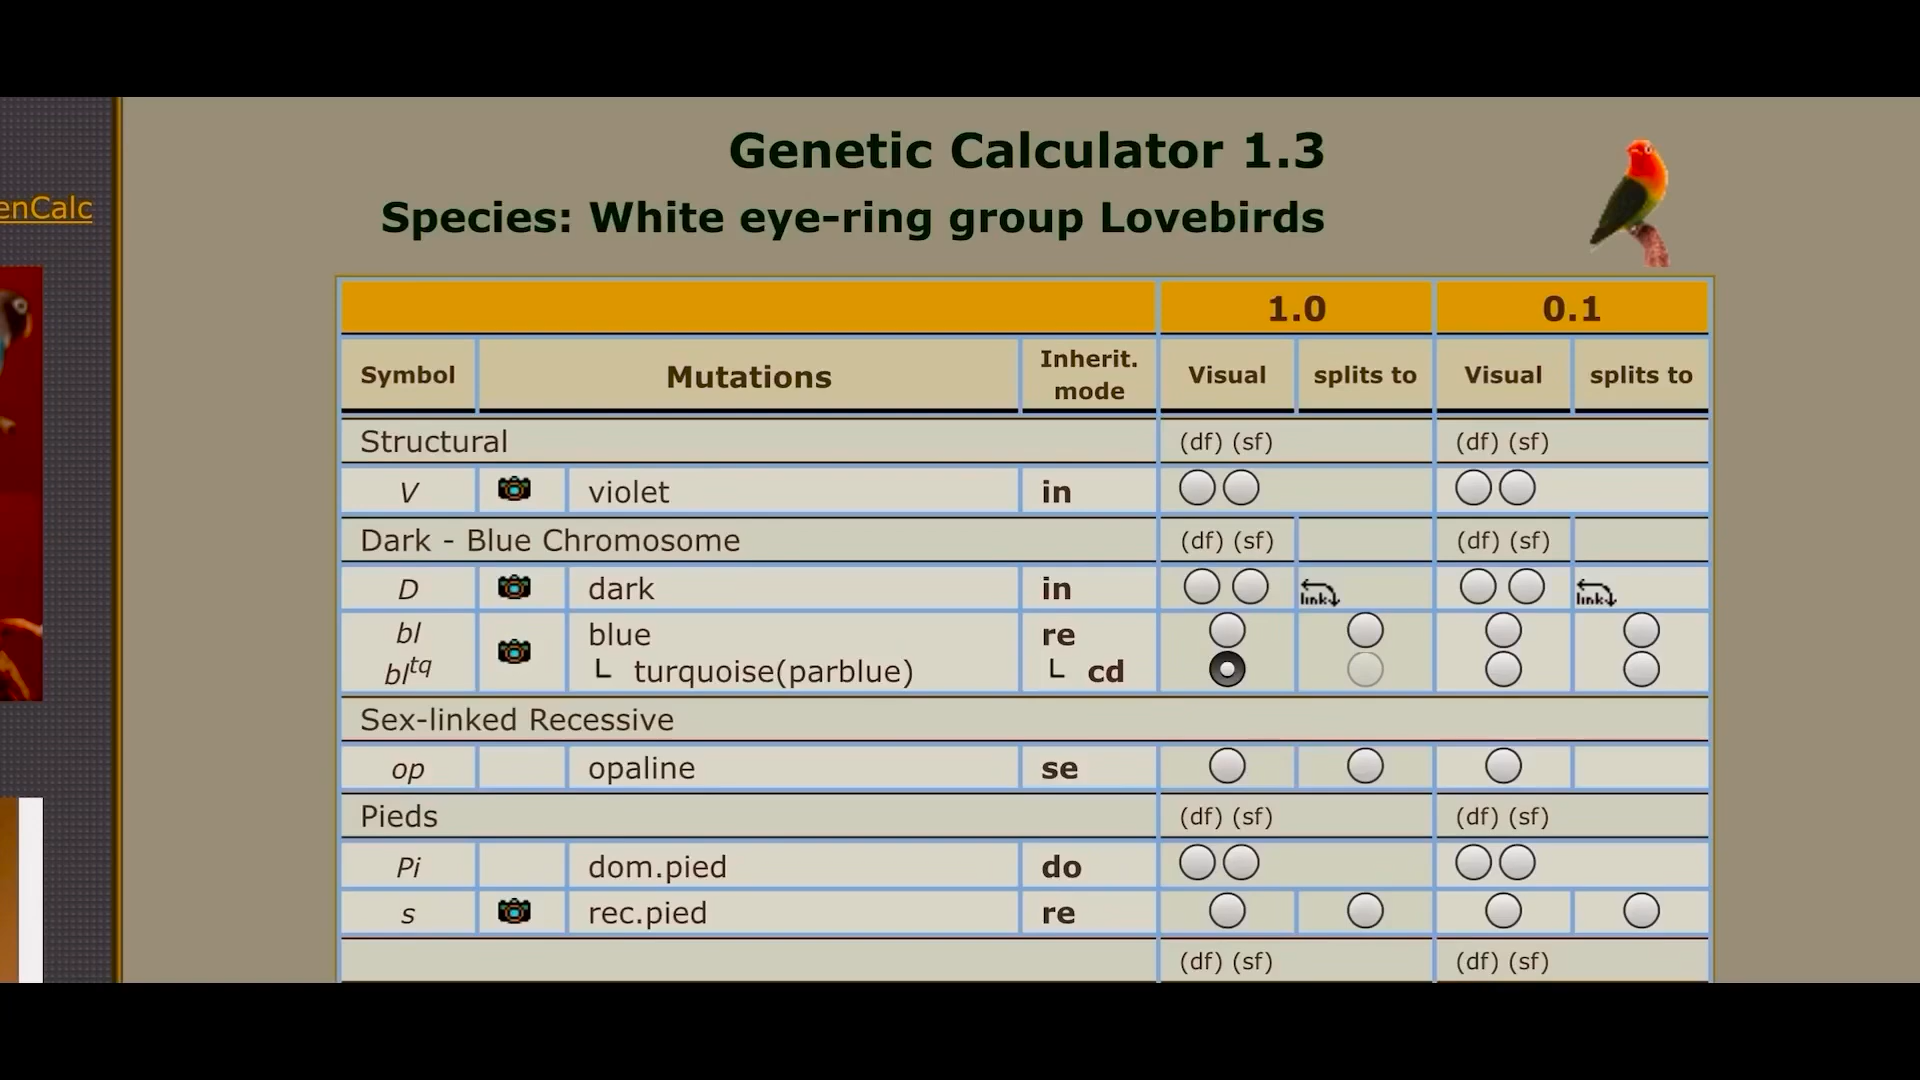 enCalc
Genetic Calculator 1.3
Species: White eye-ring group Lovebirds
1.0 0.1
Symbol Mutations Inherit. mode Visual splits to Visual splits to
Structural (df) (sf) (df) (sf)
V violet in
Dark - Blue Chromosome (df) (sf) (df) (sf)
D dark in link link
bl blue re
bltq └ turquoise(parblue) └ cd
Sex-linked Recessive
op opaline se
Pieds (df) (sf) (df) (sf)
Pi dom.pied do
s rec.pied re
(df) (sf) (df) (sf)